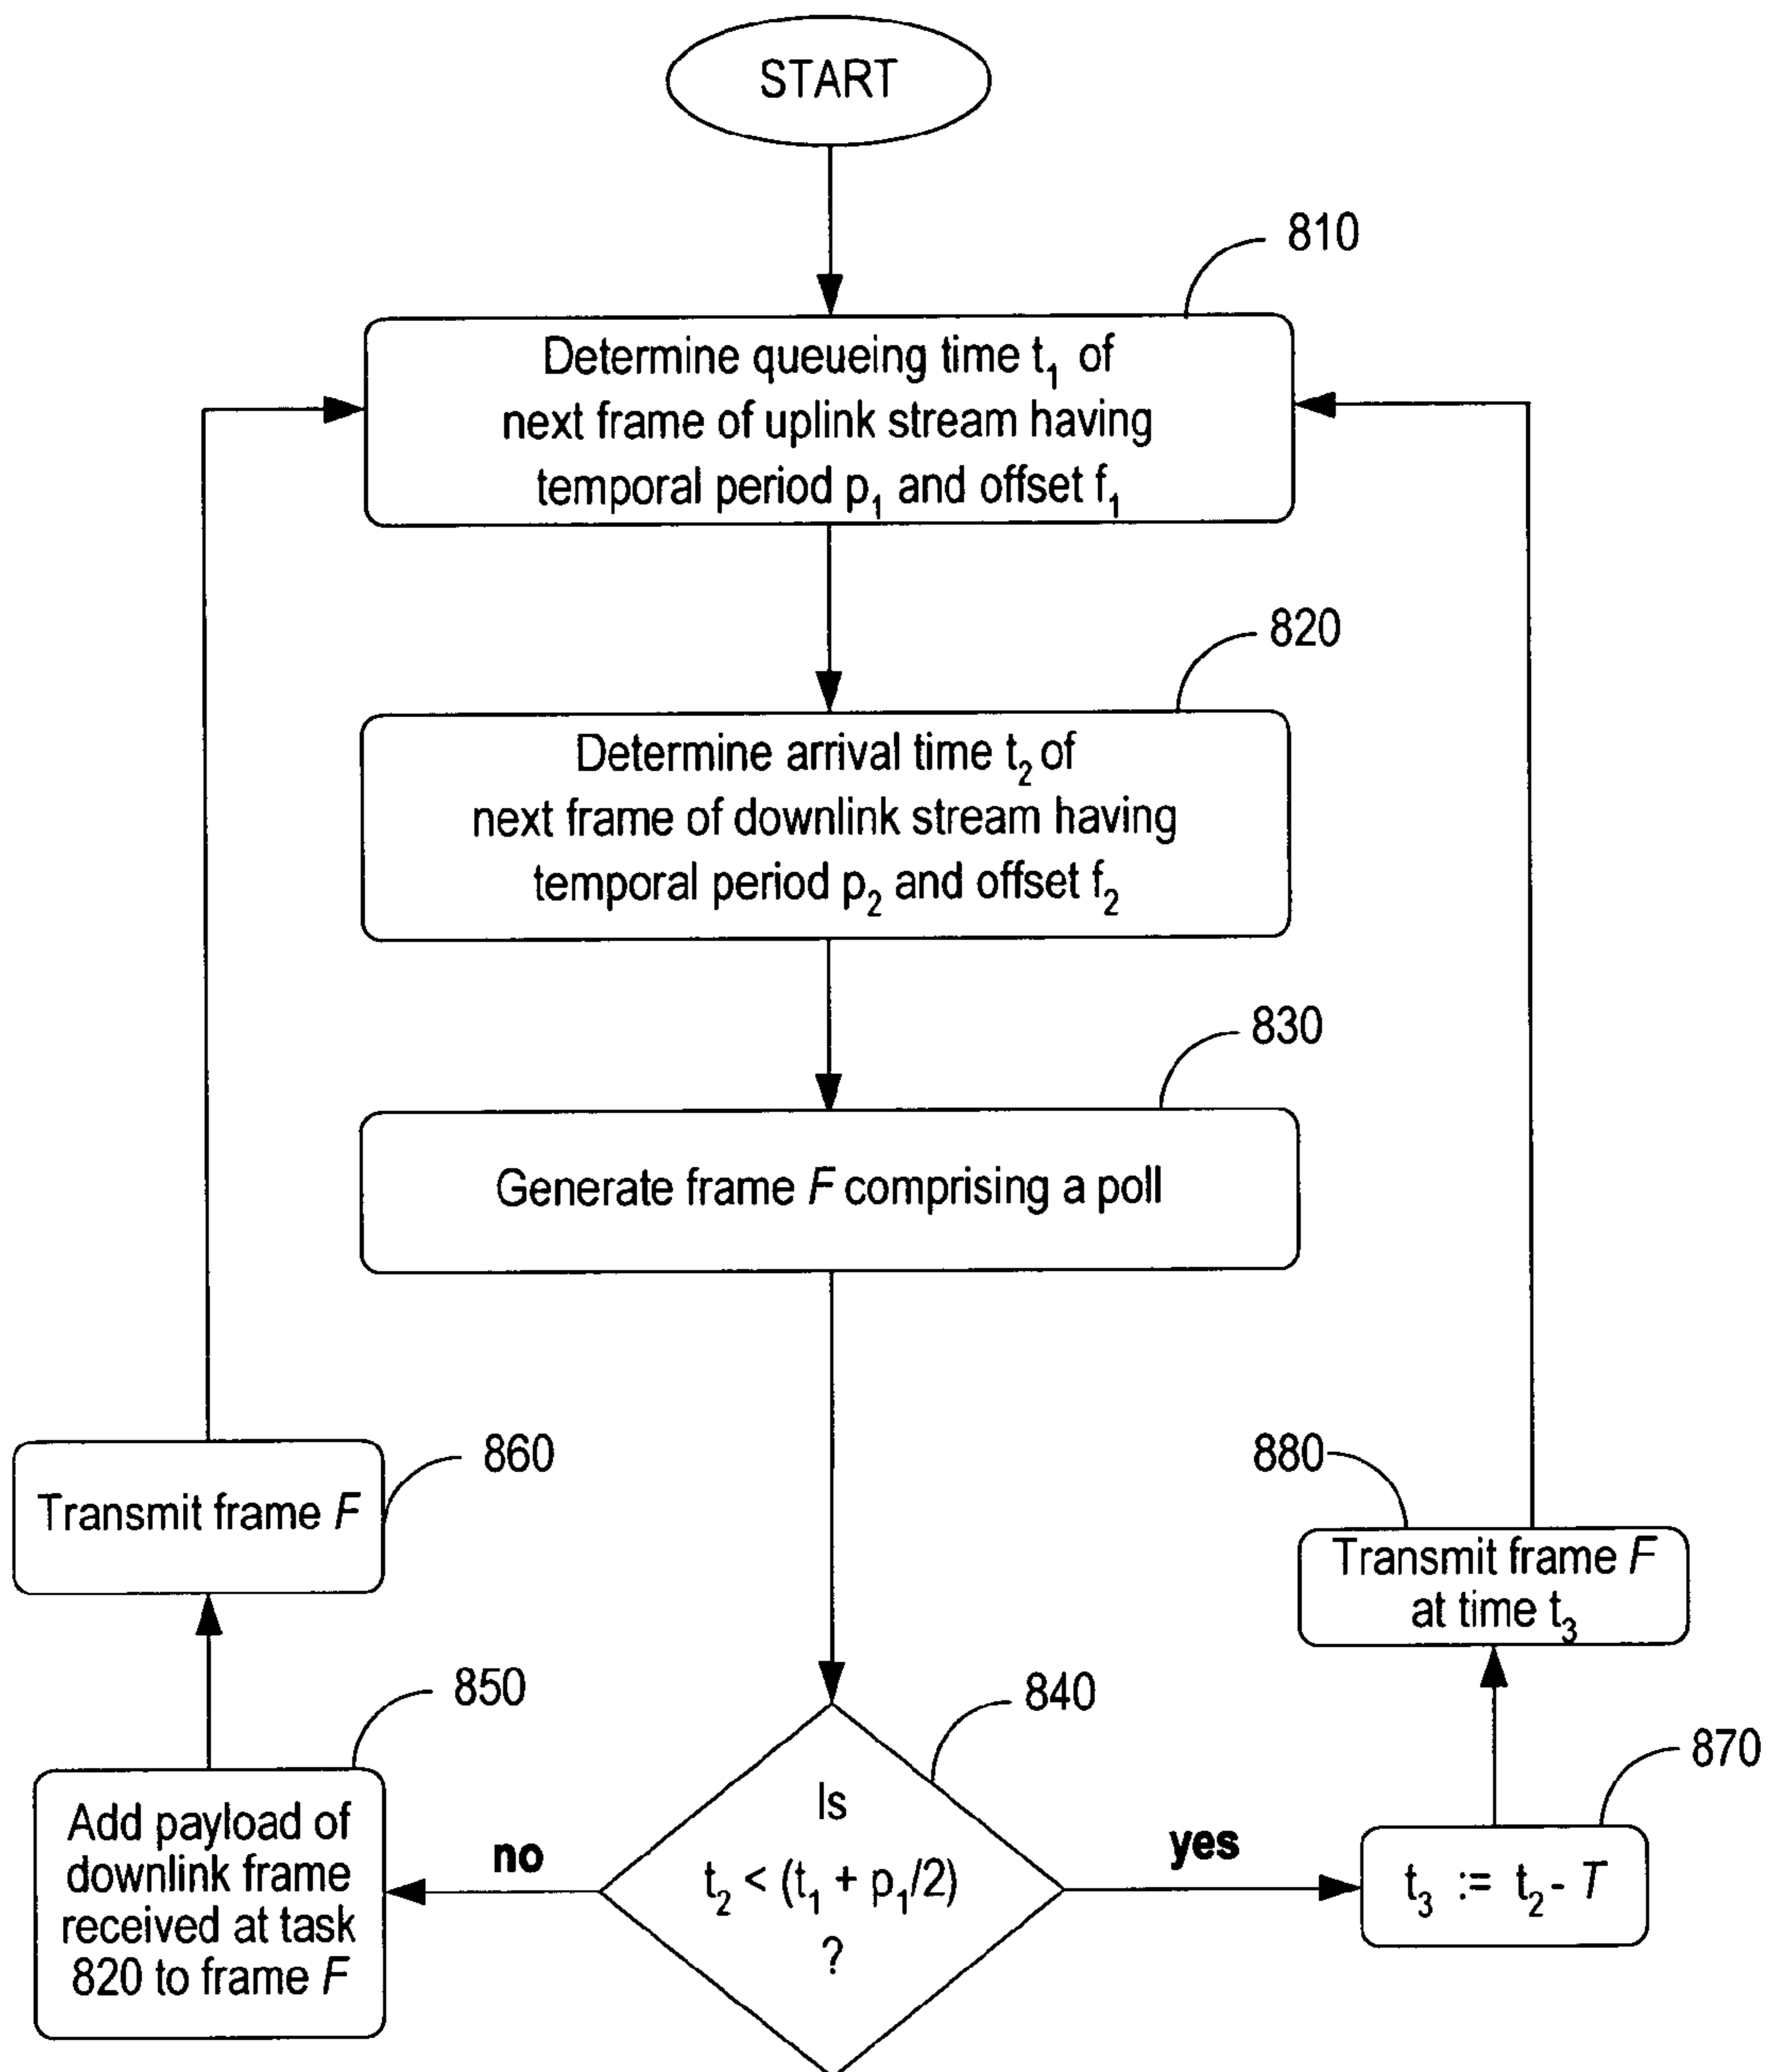 START
810
Determine queueing time t₁ of
next frame of uplink stream having
temporal period p₁ and offset f₁
820
Determine arrival time t₂ of
next frame of downlink stream having
temporal period p₂ and offset f₂
830
Generate frame F comprising a poll
860
Transmit frame F
880
Transmit frame F
at time t₃
850
Add payload of
downlink frame
received at task
820 to frame F
no
840
Is
t₂ < (t₁ + p₁/2)
?
yes
870
t₃ := t₂ - T